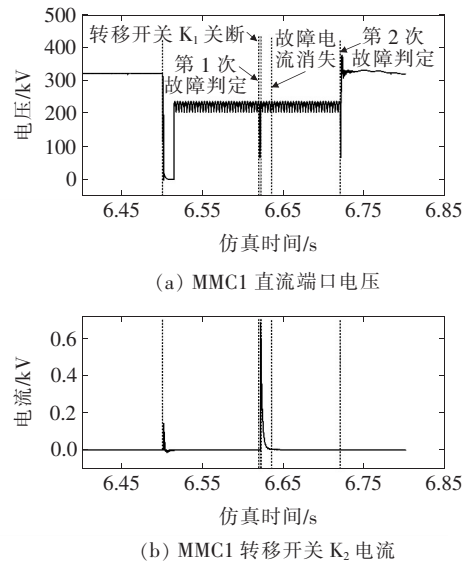 500
400
300
200
100
0
电压/kV
转移开关 K1 关断
第 1 次
故障判定
故障电
流消失
第 2 次
故障判定
6.45 6.55 6.65 6.75 6.85
仿真时间/s
(a) MMC1 直流端口电压
0.6
0.4
0.2
0.0
电流/kV
6.45 6.55 6.65 6.75 6.85
仿真时间/s
(b) MMC1 转移开关 K2 电流